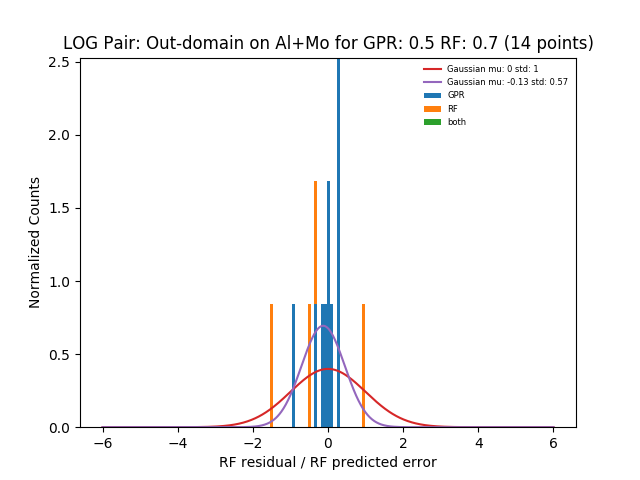 LOG Pair: Out-domain on Al+Mo for GPR: 0.5 RF: 0.7 (14 points)
Gaussian mu: 0 std: 1
Gaussian mu: -0.13 std: 0.57
GPR
RF
both
Normalized Counts
2.5
2.0
1.5
1.0
0.5
0.0
−6 −4 −2 0 2 4 6
RF residual / RF predicted error